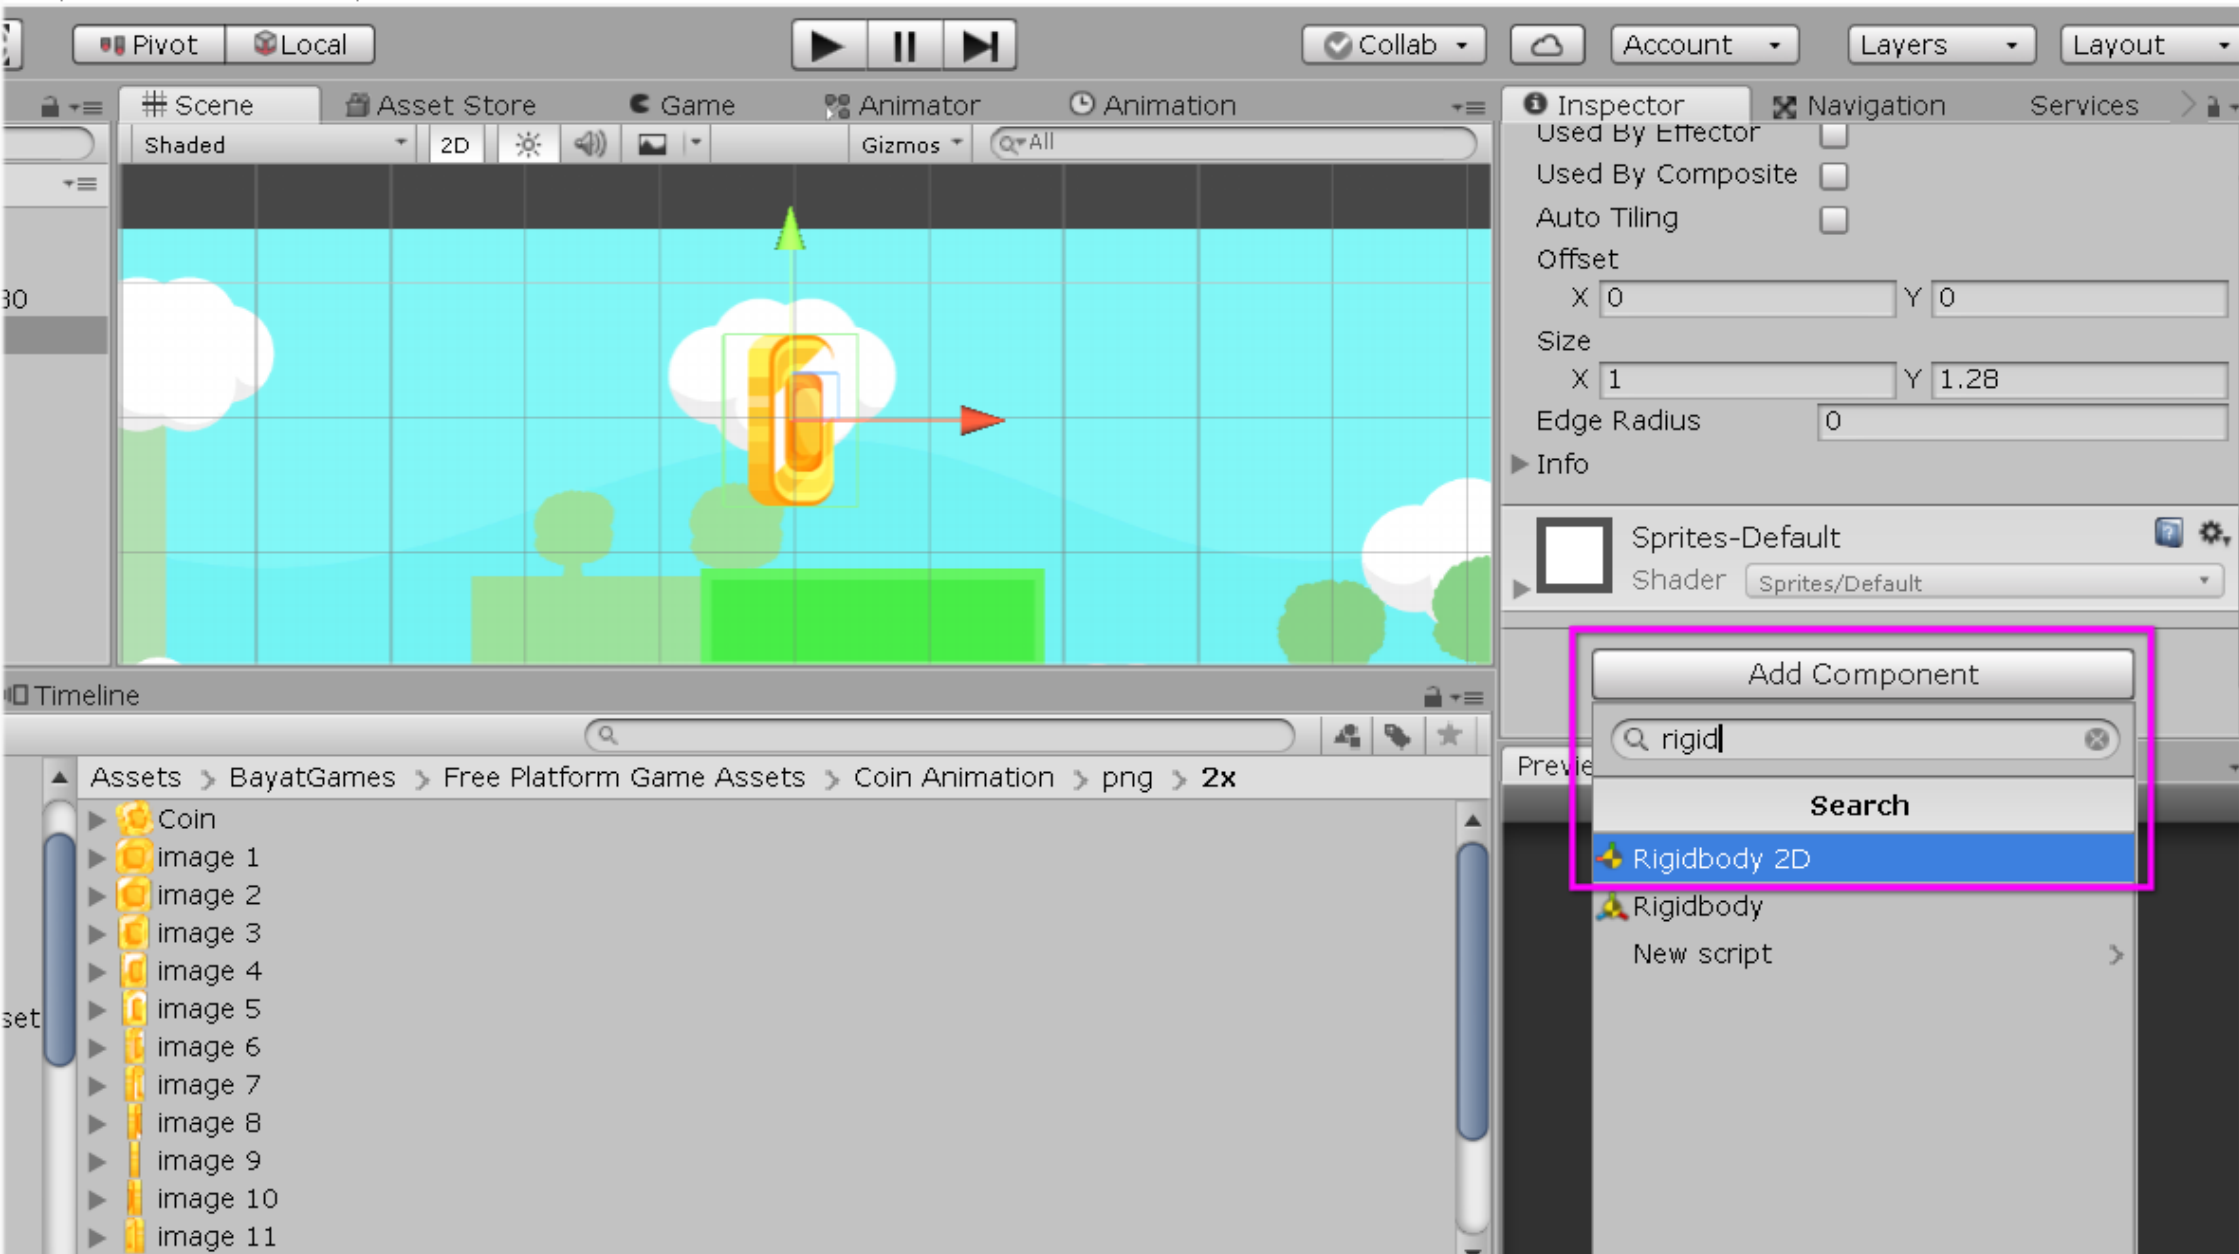 Pivot Local Collab Account Layers Layout
Scene Asset Store Game Animator Animation
Shaded 2D Gizmos All
30
Inspector Navigation Services
Used By Effector
Used By Composite
Auto Tiling
Offset
X 0 Y 0
Size
X 1 Y 1.28
Edge Radius 0
Info
Sprites-Default
Shader Sprites/Default
Add Component
rigid
Search
Rigidbody 2D
Rigidbody
New script
Previe
Timeline
Assets BayatGames Free Platform Game Assets Coin Animation png 2x
set
Coin
image 1
image 2
image 3
image 4
image 5
image 6
image 7
image 8
image 9
image 10
image 11